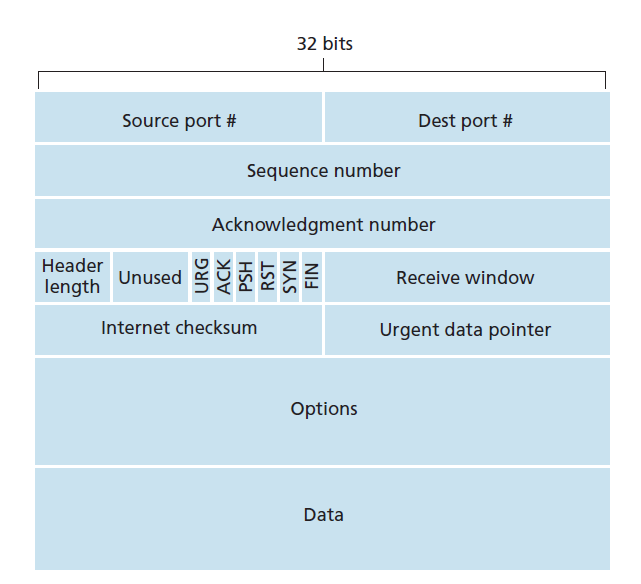 32 bits
Source port #
Dest port #
Sequence number
Acknowledgment number
Header
length
Unused
URG
ACK
PSH
RST
SYN
FIN
Receive window
Internet checksum
Urgent data pointer
Options
Data